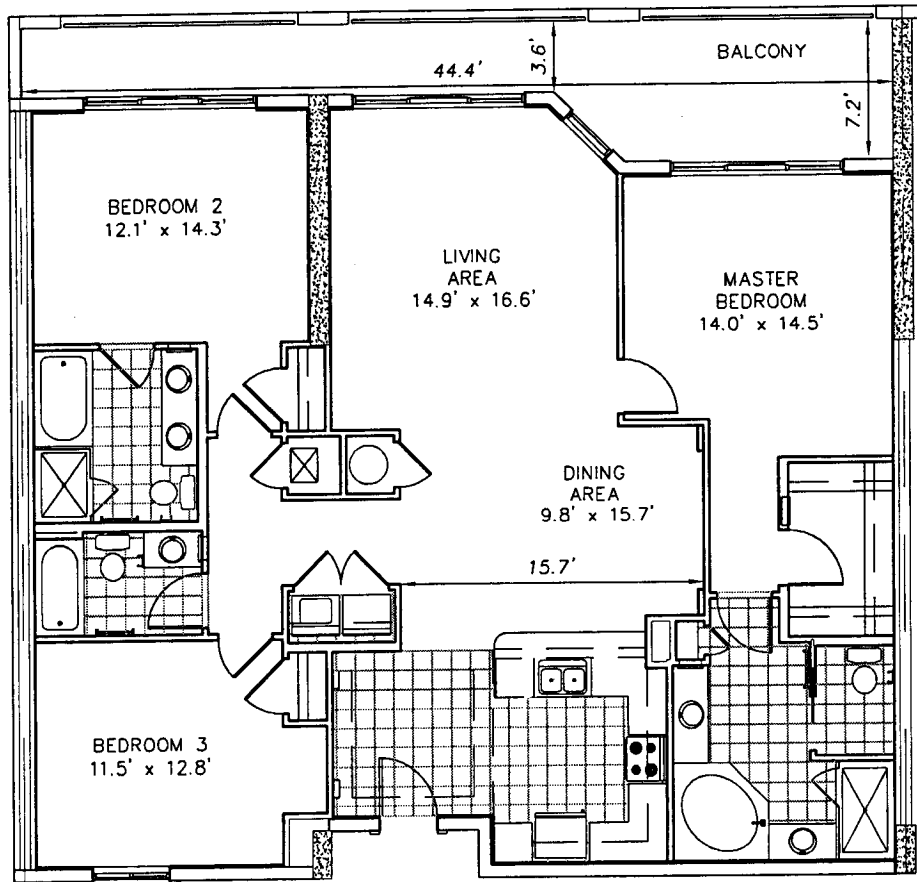 BALCONY
3.6'
44.4'
7.2'
BEDROOM 2
12.1' x 14.3'
LIVING
AREA
14.9' x 16.6'
MASTER
BEDROOM
14.0' x 14.5'
DINING
AREA
9.8' x 15.7'
15.7'
BEDROOM 3
11.5' x 12.8'